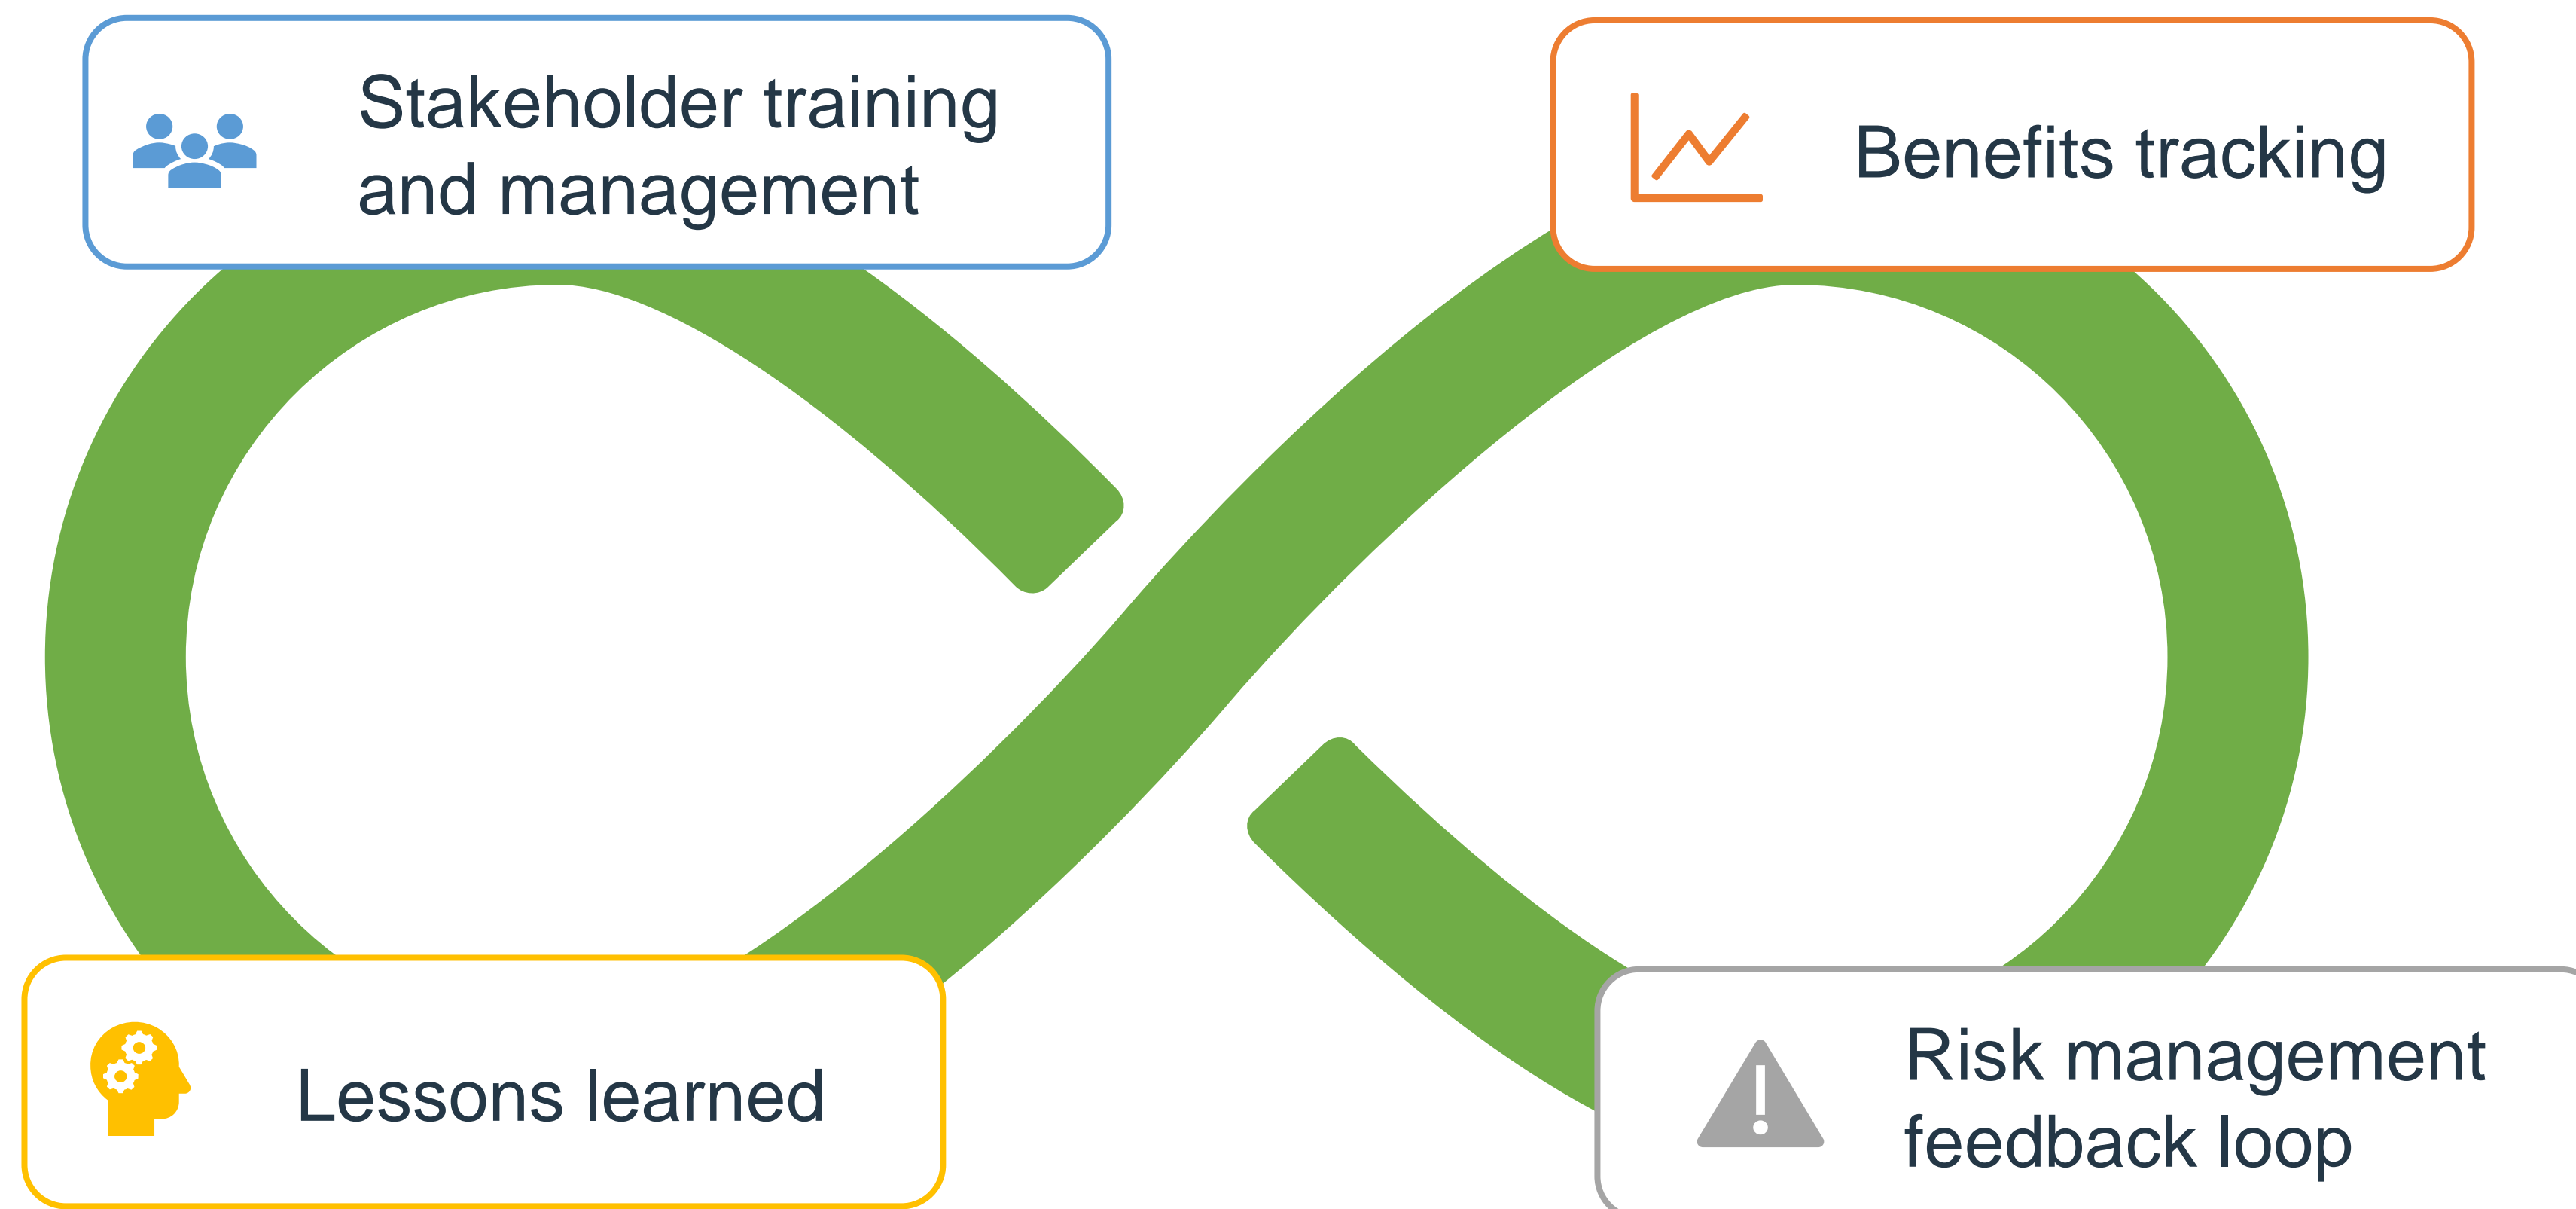 Stakeholder training
and management
Benefits tracking
Lessons learned
Risk management
feedback loop